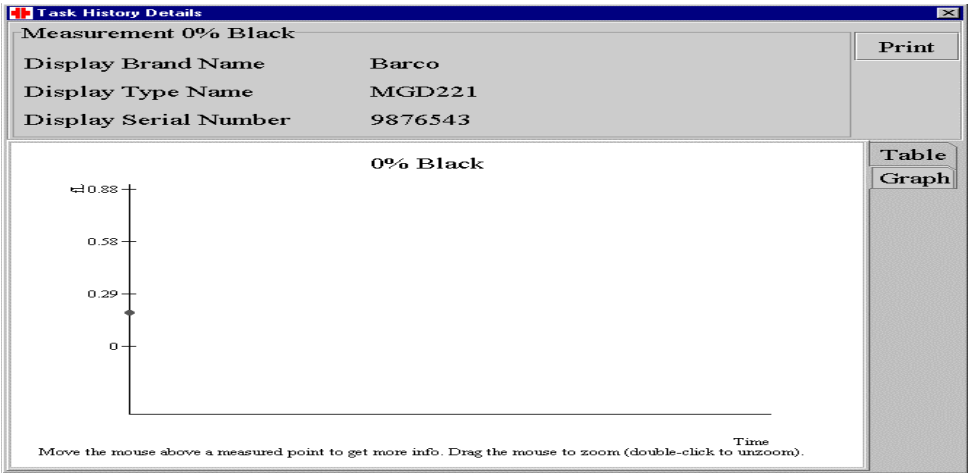 Task History Details
Measurement 0% Black
Print
Display Brand Name Barco
Display Type Name MGD221
Display Serial Number 9876543
Table
Graph
0% Black
0.88
0.58
0.29
0
Time
Move the mouse above a measured point to get more info. Drag the mouse to zoom (double-click to unzoom).